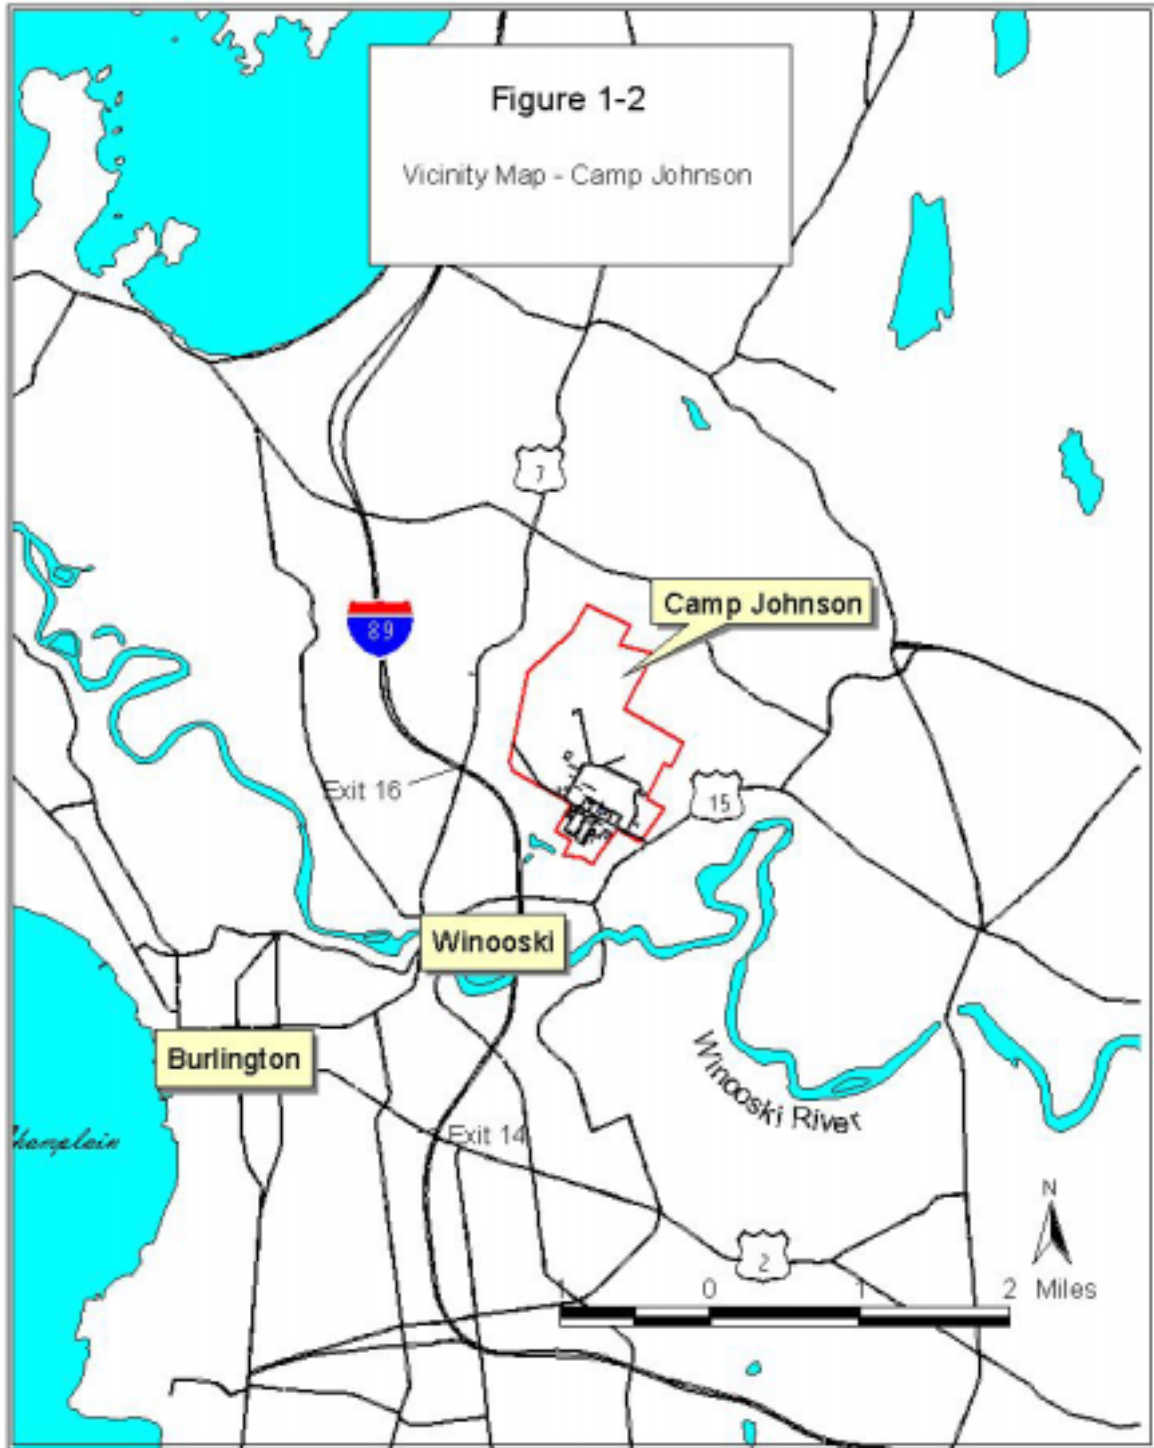 Figure 1-2
Vicinity Map - Camp Johnson
7
Camp Johnson
89
Exit 16
15
Winooski
Burlington
Winooski River
Champlain
Exit 14
N
2
1 0 1 2 Miles